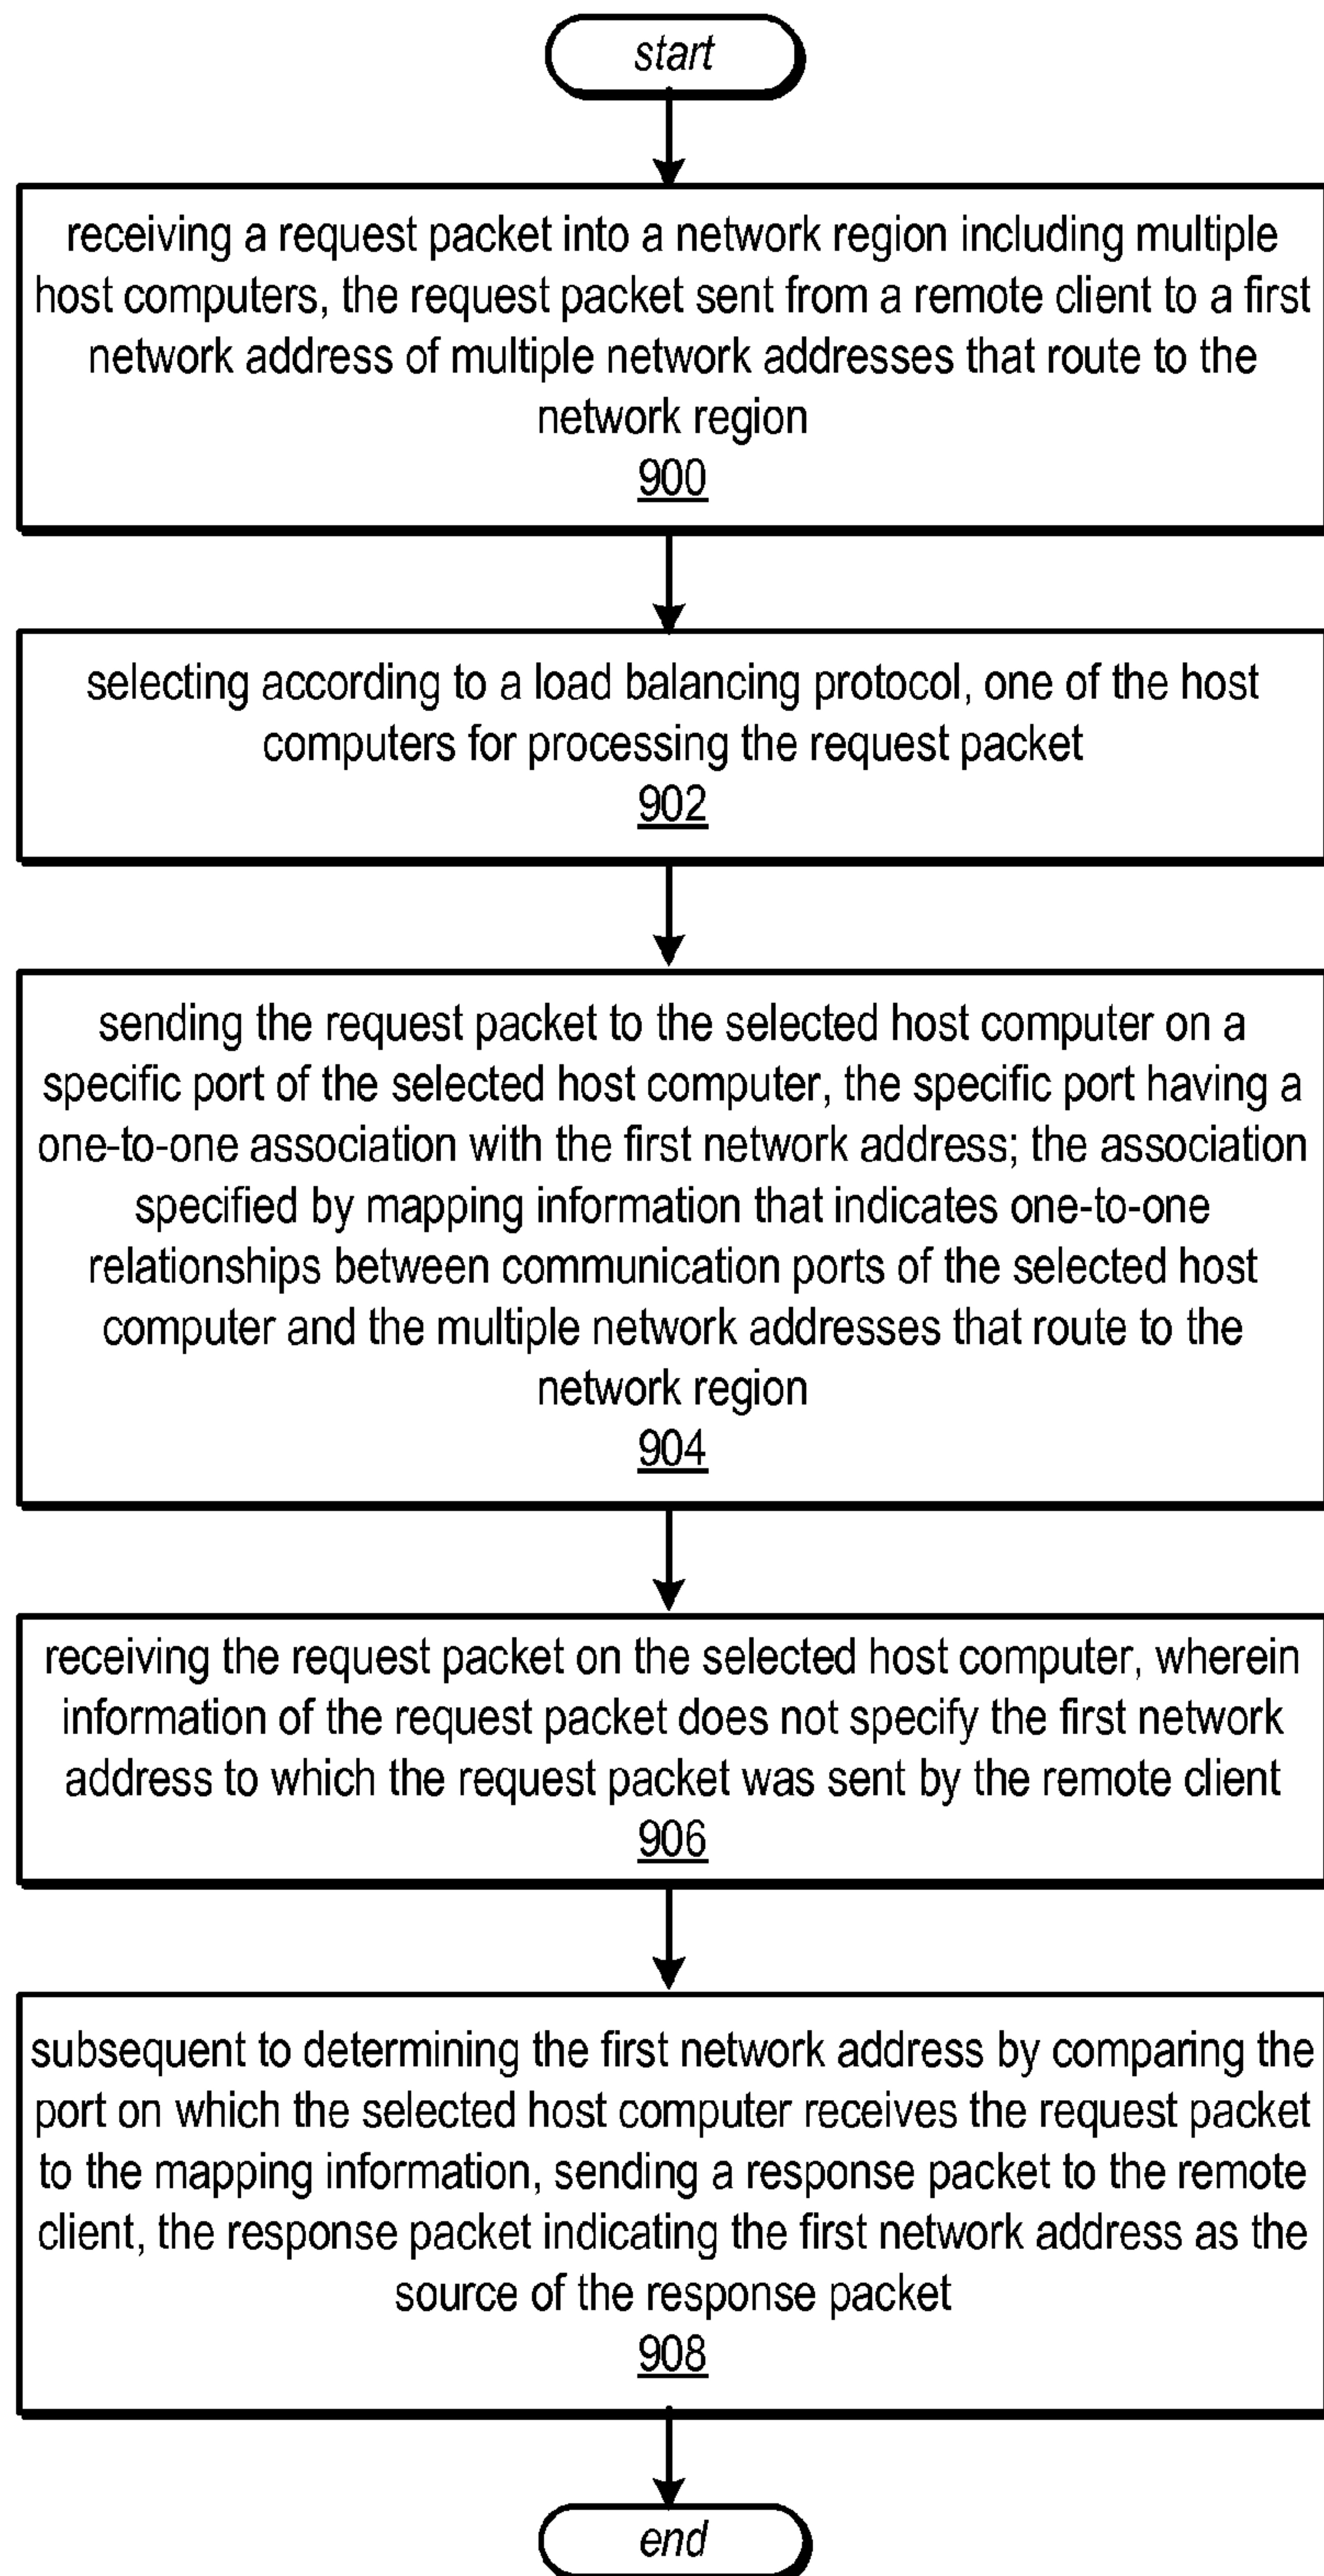 start
receiving a request packet into a network region including multiple
host computers, the request packet sent from a remote client to a first
network address of multiple network addresses that route to the
network region
900
selecting according to a load balancing protocol, one of the host
computers for processing the request packet
902
sending the request packet to the selected host computer on a
specific port of the selected host computer, the specific port having a
one-to-one association with the first network address; the association
specified by mapping information that indicates one-to-one
relationships between communication ports of the selected host
computer and the multiple network addresses that route to the
network region
904
receiving the request packet on the selected host computer, wherein
information of the request packet does not specify the first network
address to which the request packet was sent by the remote client
906
subsequent to determining the first network address by comparing the
port on which the selected host computer receives the request packet
to the mapping information, sending a response packet to the remote
client, the response packet indicating the first network address as the
source of the response packet
908
end